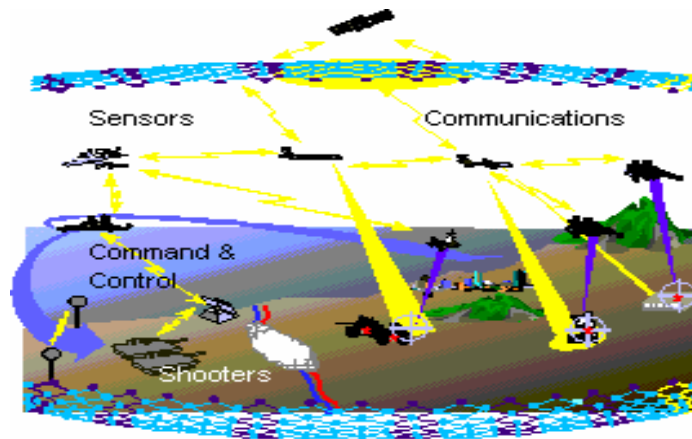 Sensors
Communications
Command &
Control
Shooters